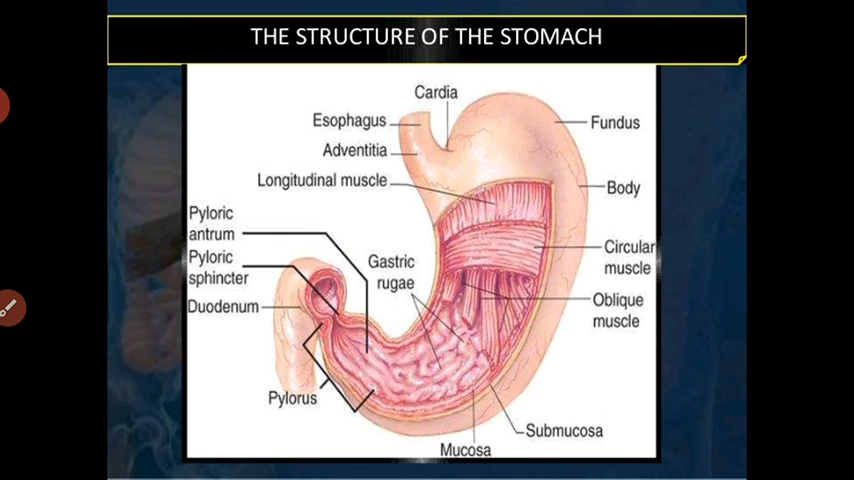 THE STRUCTURE OF THE STOMACH
Cardia
Esophagus
Fundus
Adventitia
Longitudinal muscle
Body
Pyloric
antrum
Circular
muscle
Pyloric
sphincter
Gastric
rugae
Duodenum
Oblique
muscle
Pylorus
Submucosa
Mucosa